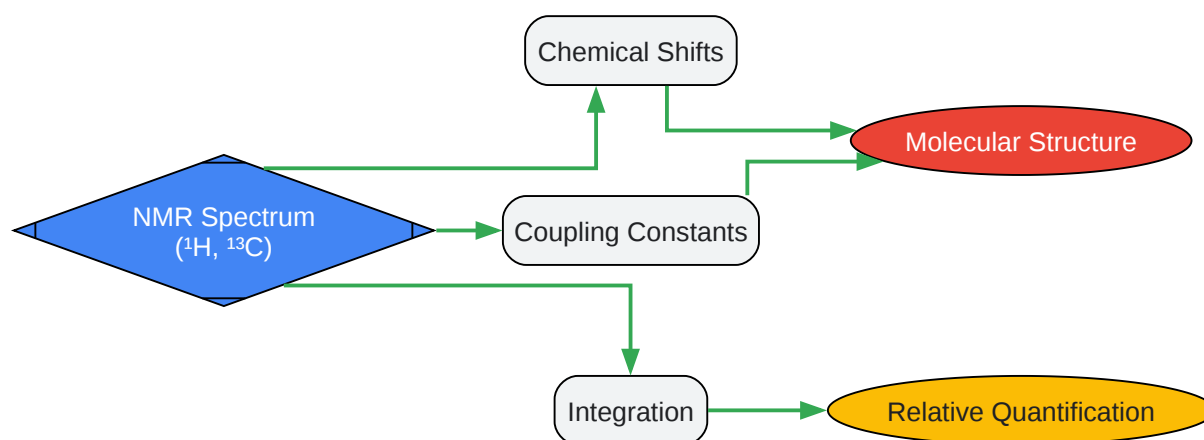 Chemical Shifts
Molecular Structure
NMR Spectrum
(¹H, ¹³C)
Coupling Constants
Integration
Relative Quantification